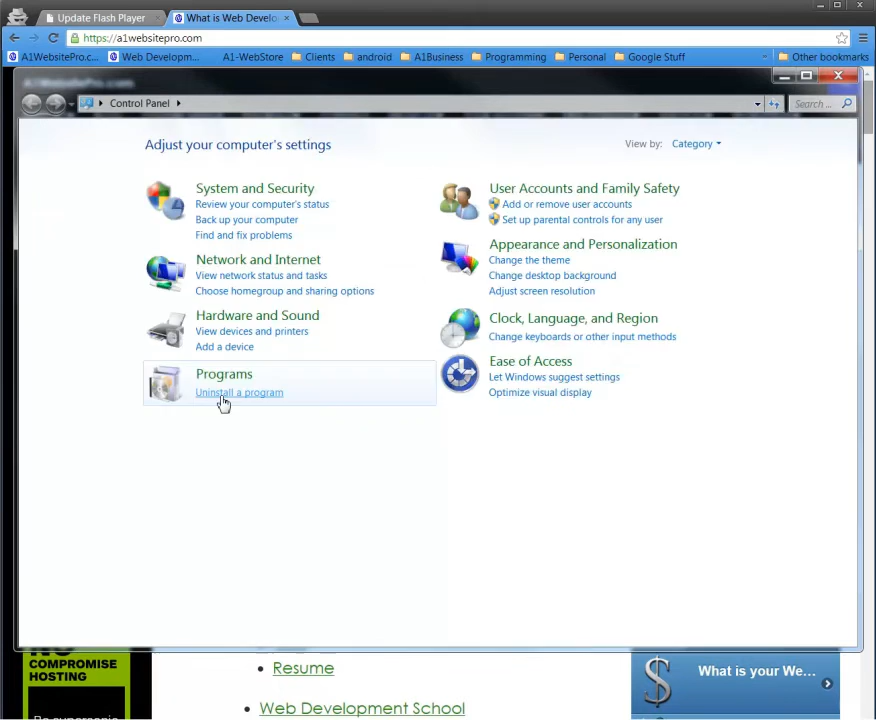 Update Flash Player
What is Web Develo
https://a1websitepro.com
A1WebsitePro.c...
Web Developm...
A1-WebStore
Clients
android
A1Business
Programming
Personal
Google Stuff
»
Other bookmarks
Control Panel
Search ...
Adjust your computer's settings
View by: Category
System and Security
Review your computer's status
Back up your computer
Find and fix problems
Network and Internet
View network status and tasks
Choose homegroup and sharing options
Hardware and Sound
View devices and printers
Add a device
Programs
Uninstall a program
User Accounts and Family Safety
Add or remove user accounts
Set up parental controls for any user
Appearance and Personalization
Change the theme
Change desktop background
Adjust screen resolution
Clock, Language, and Region
Change keyboards or other input methods
Ease of Access
Let Windows suggest settings
Optimize visual display
COMPROMISE
HOSTING
Resume
Web Development School
$
What is your We...